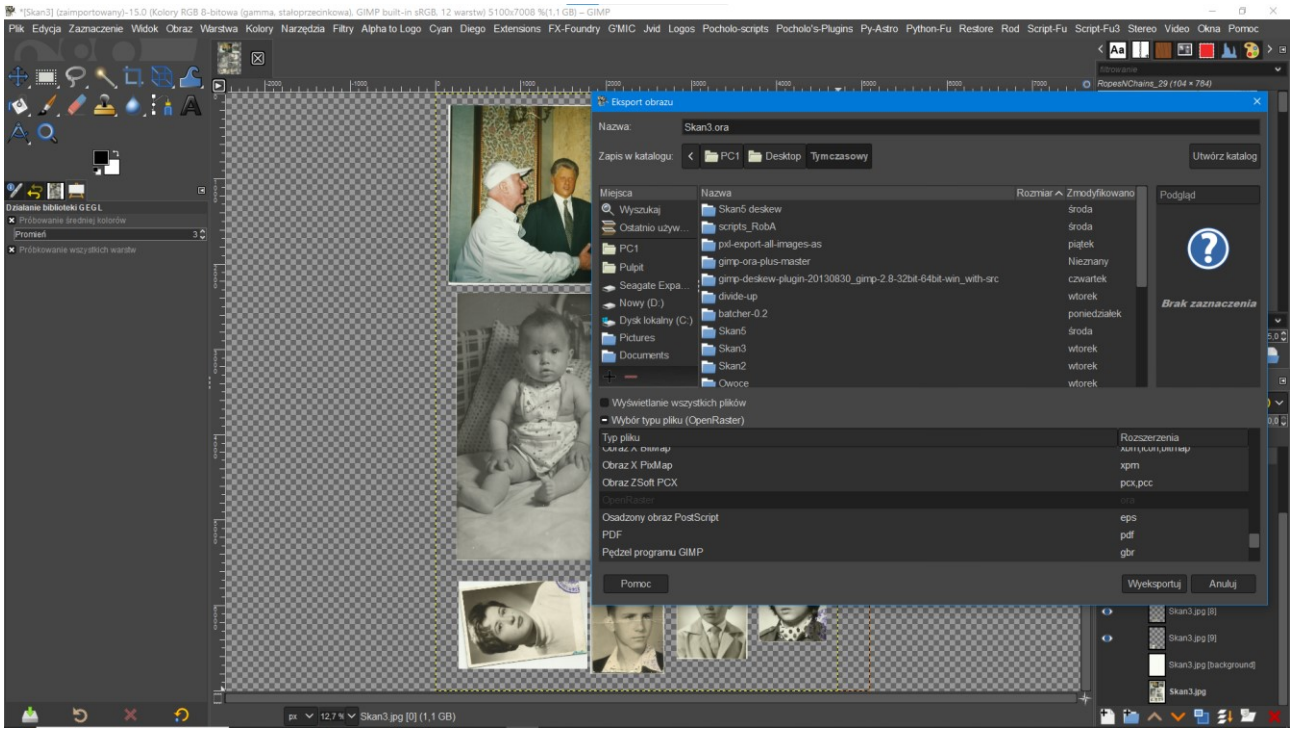 *[Skan3] (zaimportowany)-15.0 (Kolory RGB 8-bitowa (gamma. stałoprzecinkowa), GIMP built-in sRGB, 12 warstw) 5100x7008 %(1.1 GB) – GIMP
Plik Edycja Zaznaczenie Widok Obraz Warstwa Kolory Narzędzia Filtry Alpha to Logo Cyan Diego Extensions FX-Foundry G'MIC Jvid Logos Pocholo-scripts Pocholo's-Plugins Py-Astro Python-Fu Restore Rod Script-Fu Script-Fu3 Stereo Video Okna Pomoc
Aa
filtrowanie
RopesNChains_29 (104 × 784)
Działanie biblioteki GEGL
Próbowanie średniej kolorów
Promień 3
Próbkowanie wszystkich warstw
Eksport obrazu
Nazwa: Skan3.ora
Zapis w katalogu: PC1 Desktop Tymczasowy Utwórz katalog
Miejsca Nazwa Rozmiar Zmodyfikowano Podgląd
Wyszukaj Skan5 deskew środa
Ostatnio używ... scripts_RobA środa
PC1 pxl-export-all-images-as piątek
Pulpit gimp-ora-plus-master Nieznany
Seagate Expa... gimp-deskew-plugin-20130830_gimp-2.8-32bit-64bit-win_with-src czwartek
Nowy (D:) divide-up wtorek
Brak zaznaczenia
Dysk lokalny (C:) batcher-0.2 poniedziałek
Pictures Skan5 środa
Documents Skan3 wtorek
Skan2 wtorek
Owoce wtorek
Wyświetlanie wszystkich plików
Wybór typu pliku (OpenRaster)
Typ pliku Rozszerzenia
Obraz X Bitmap xbm,icon,bitmap
Obraz X PixMap xpm
Obraz ZSoft PCX pcx,pcc
OpenRaster ora
Osadzony obraz PostScript eps
PDF pdf
Pędzel programu GIMP gbr
Pomoc Wyeksportuj Anuluj
Skan3.jpg [8]
Skan3.jpg [9]
Skan3.jpg [background]
Skan3.jpg
px 12,7 % Skan3.jpg [0] (1,1 GB)